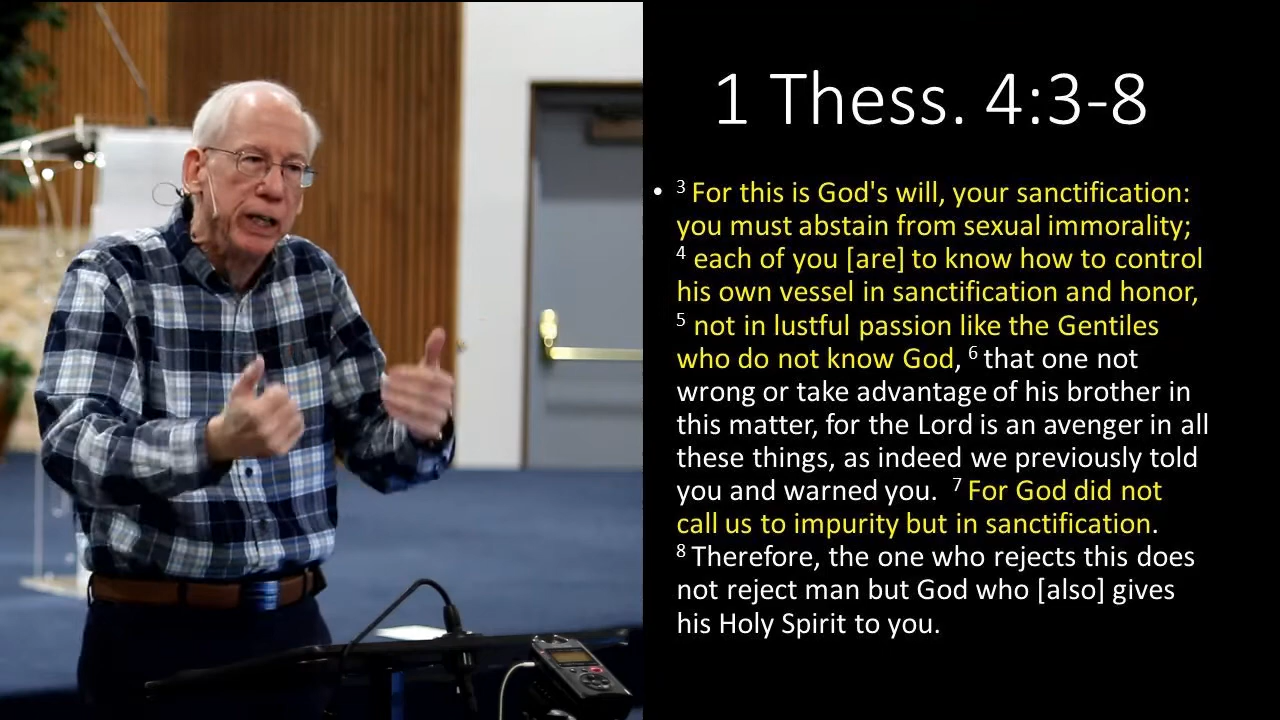 1 Thess. 4:3-8
• ³ For this is God's will, your sanctification:
you must abstain from sexual immorality;
⁴ each of you [are] to know how to control
his own vessel in sanctification and honor,
⁵ not in lustful passion like the Gentiles
who do not know God, ⁶ that one not
wrong or take advantage of his brother in
this matter, for the Lord is an avenger in all
these things, as indeed we previously told
you and warned you. ⁷ For God did not
call us to impurity but in sanctification.
⁸ Therefore, the one who rejects this does
not reject man but God who [also] gives
his Holy Spirit to you.